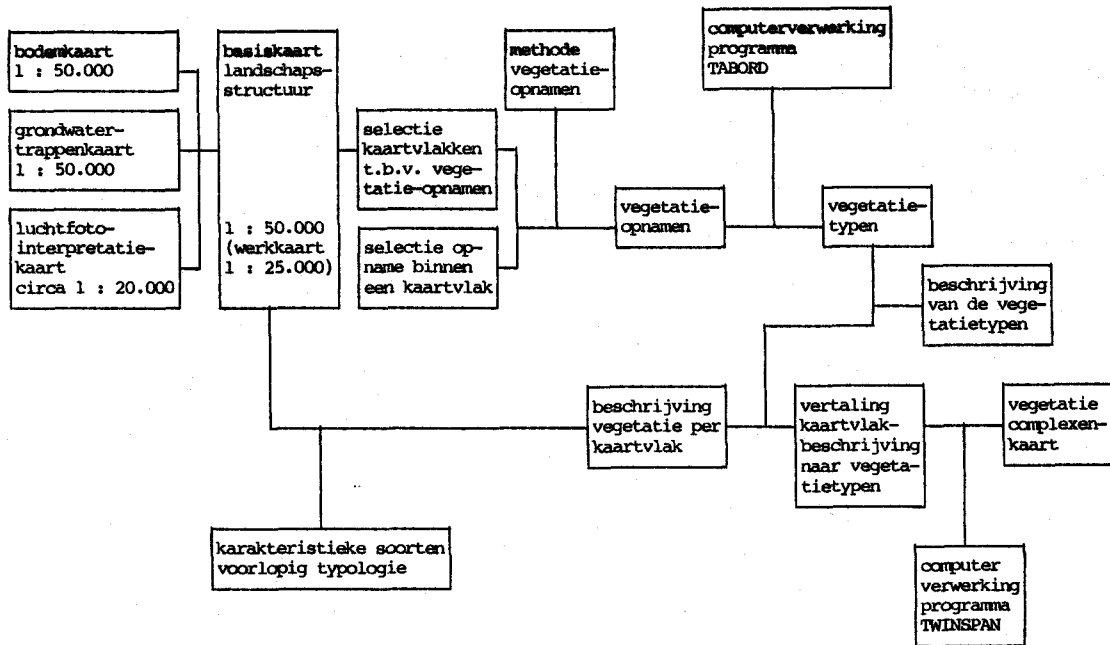 bodemkaart
1 : 50.000
grondwater-
trappenkaart
1 : 50.000
luchtfoto-
interpretatie-
kaart
circa 1 : 20.000
basiskaart
landschaps-
structuur
1 : 50.000
(werkkaart
1 : 25.000)
selectie
kaartvlakken
t.b.v. vege-
tatie-opnamen
selectie op-
name binnen
een kaartvlak
methode
vegetatie-
opnamen
vegetatie-
opnamen
computerverwerking
programma
TABORD
vegetatie-
typen
beschrijving
van de vege-
tatietypen
beschrijving
vegetatie per
kaartvlak
vertaling
kaartvlak-
beschrijving
naar vegeta-
tietypen
vegetatie
complexen-
kaart
karakteristieke soorten
voorlopig typologie
computer
verwerking
programma
TWINSPAN